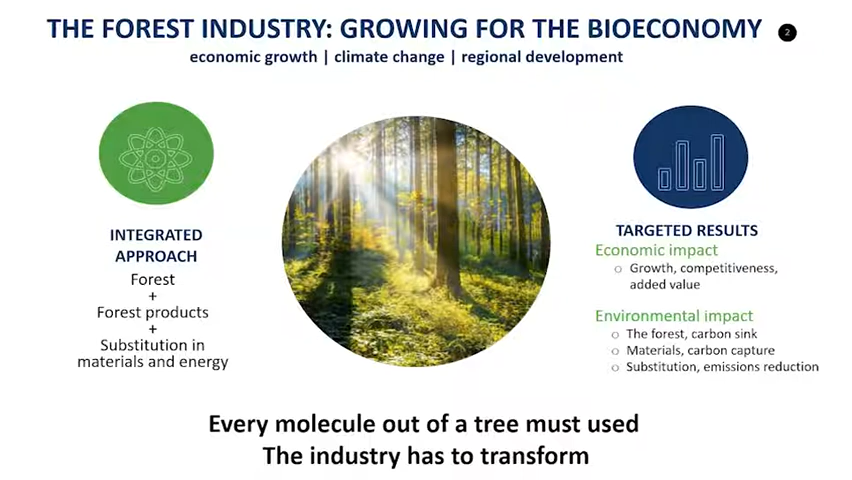 THE FOREST INDUSTRY: GROWING FOR THE BIOECONOMY
2
economic growth | climate change | regional development
INTEGRATED
APPROACH
Forest
+
Forest products
+
Substitution in
materials and energy
TARGETED RESULTS
Economic impact
Growth, competitiveness,
added value
Environmental impact
The forest, carbon sink
Materials, carbon capture
Substitution, emissions reduction
Every molecule out of a tree must used
The industry has to transform